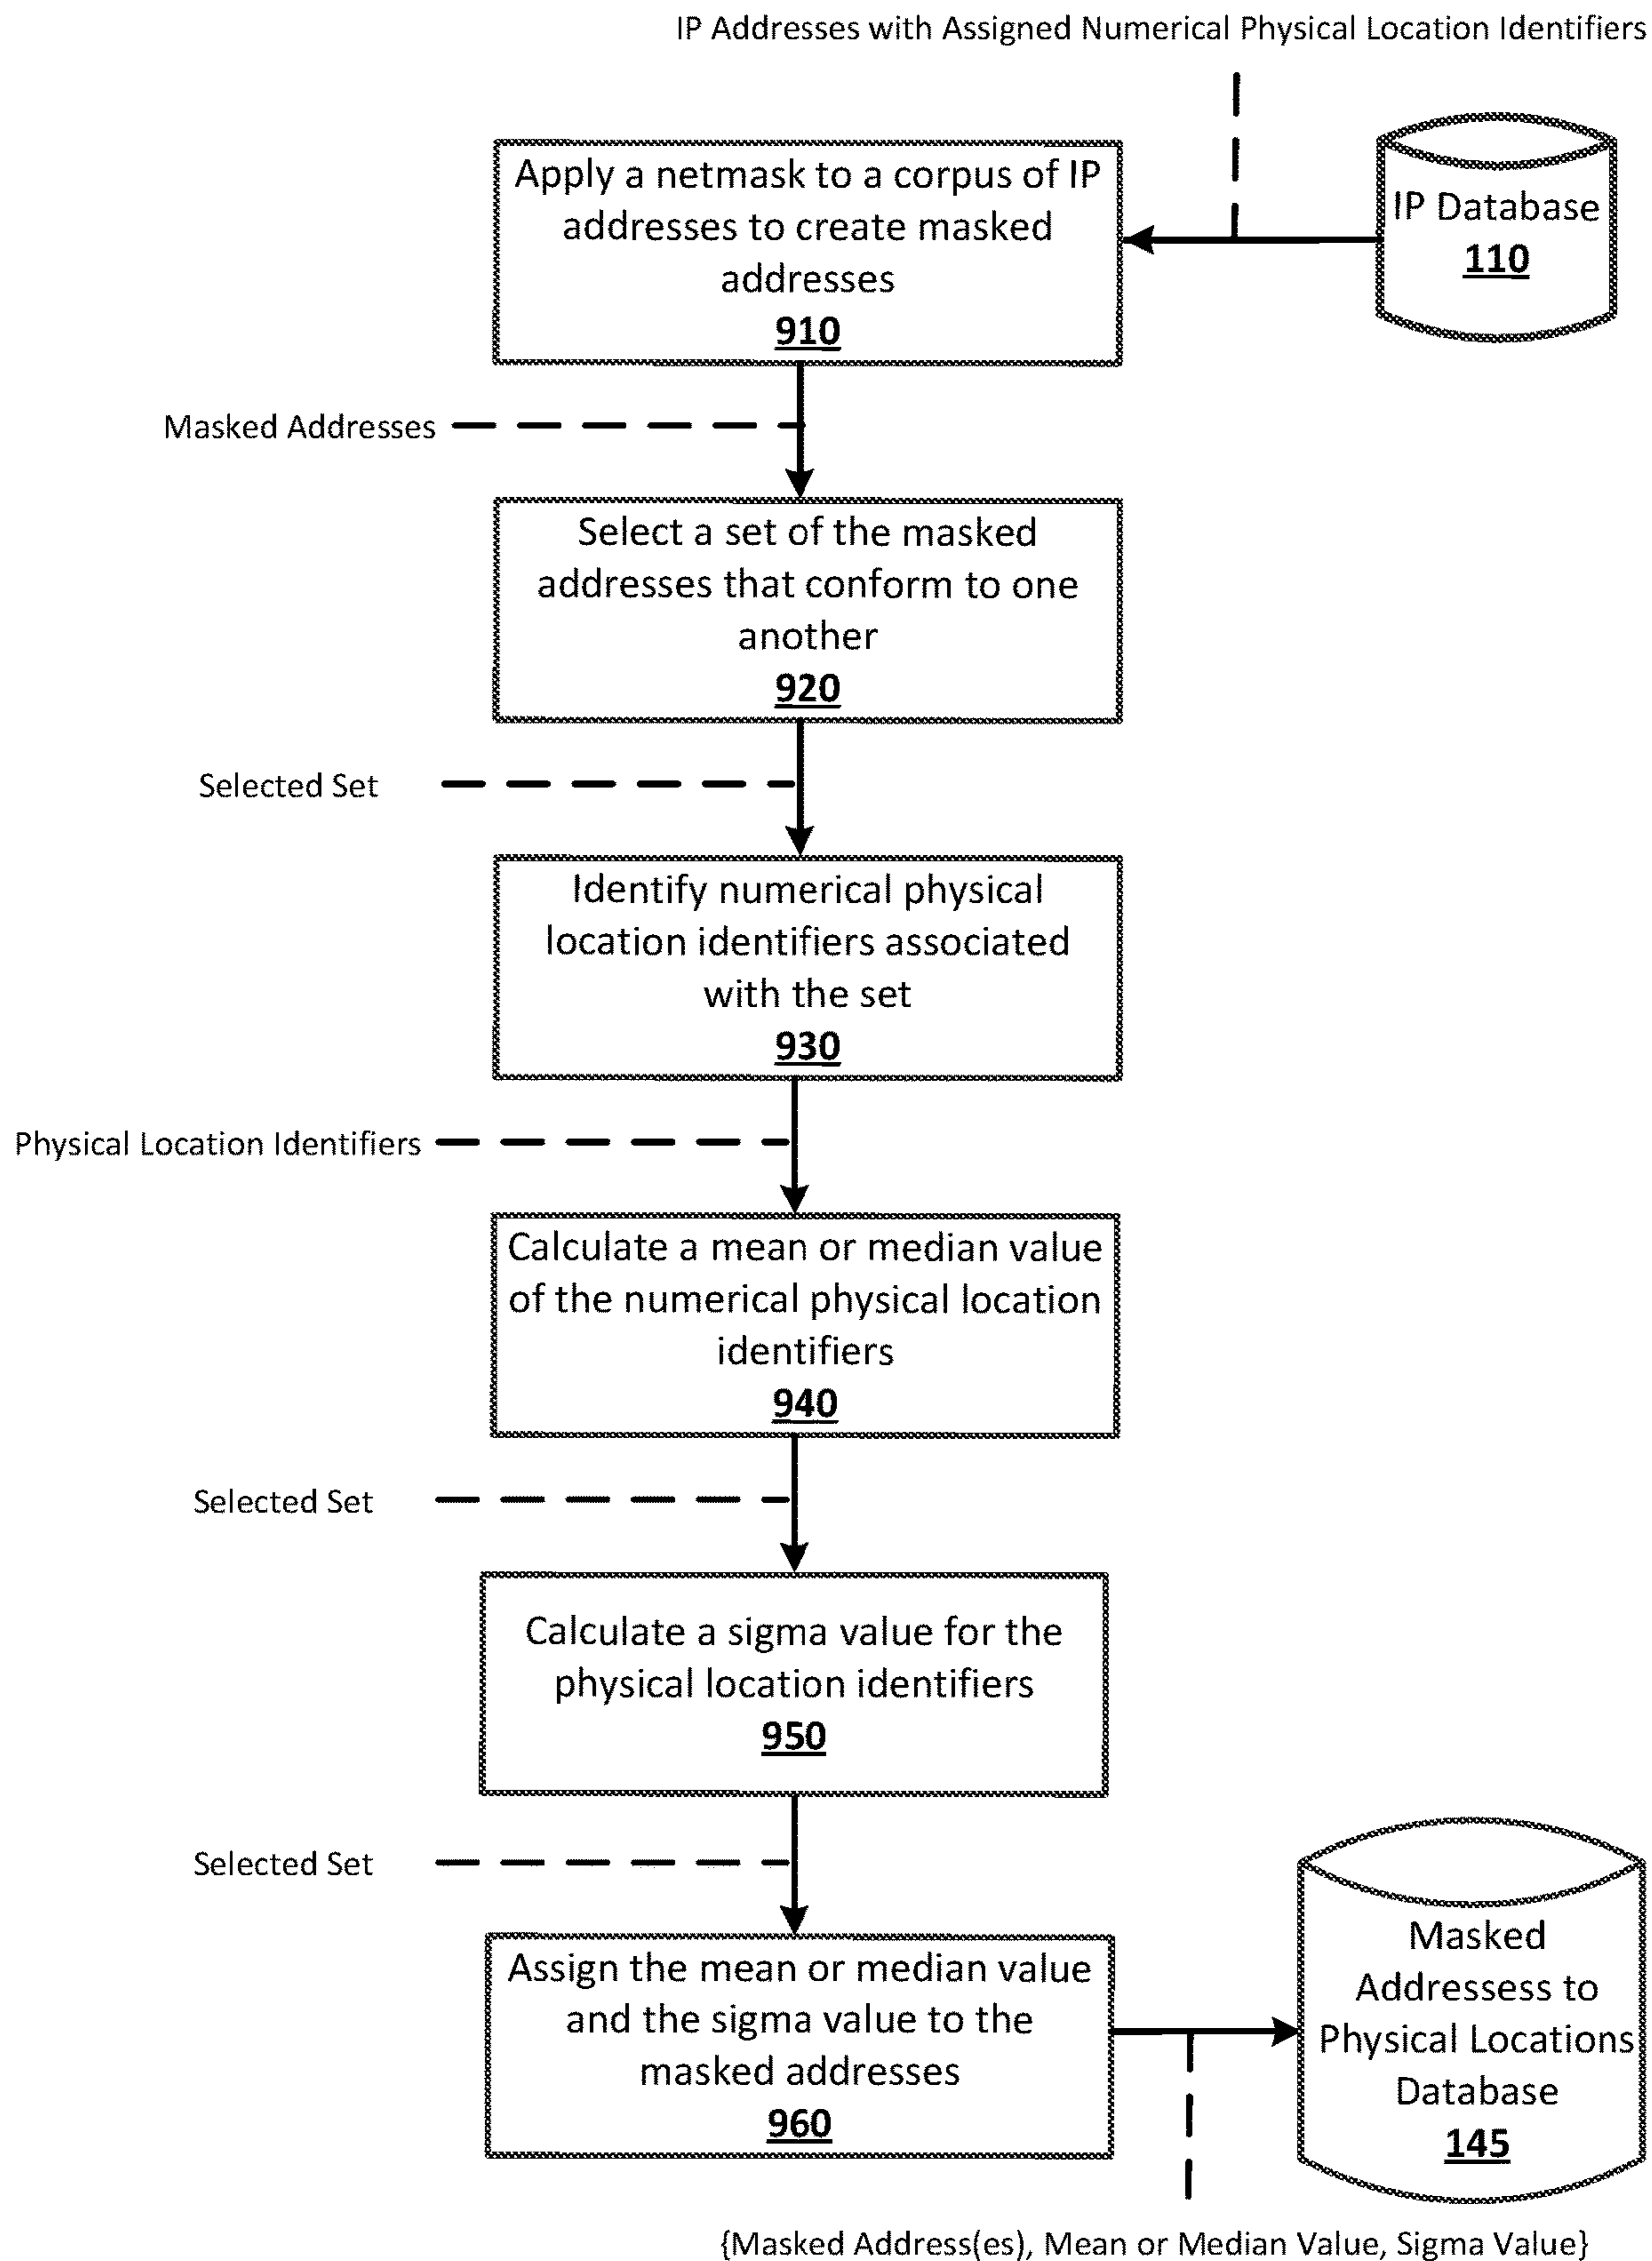 IP Addresses with Assigned Numerical Physical Location Identifiers
Apply a netmask to a corpus of IP
addresses to create masked
addresses
910
IP Database
110
Masked Addresses
Select a set of the masked
addresses that conform to one
another
920
Selected Set
Identify numerical physical
location identifiers associated
with the set
930
Physical Location Identifiers
Calculate a mean or median value
of the numerical physical location
identifiers
940
Selected Set
Calculate a sigma value for the
physical location identifiers
950
Selected Set
Assign the mean or median value
and the sigma value to the
masked addresses
960
Masked
Addressess to
Physical Locations
Database
145
{Masked Address(es), Mean or Median Value, Sigma Value}